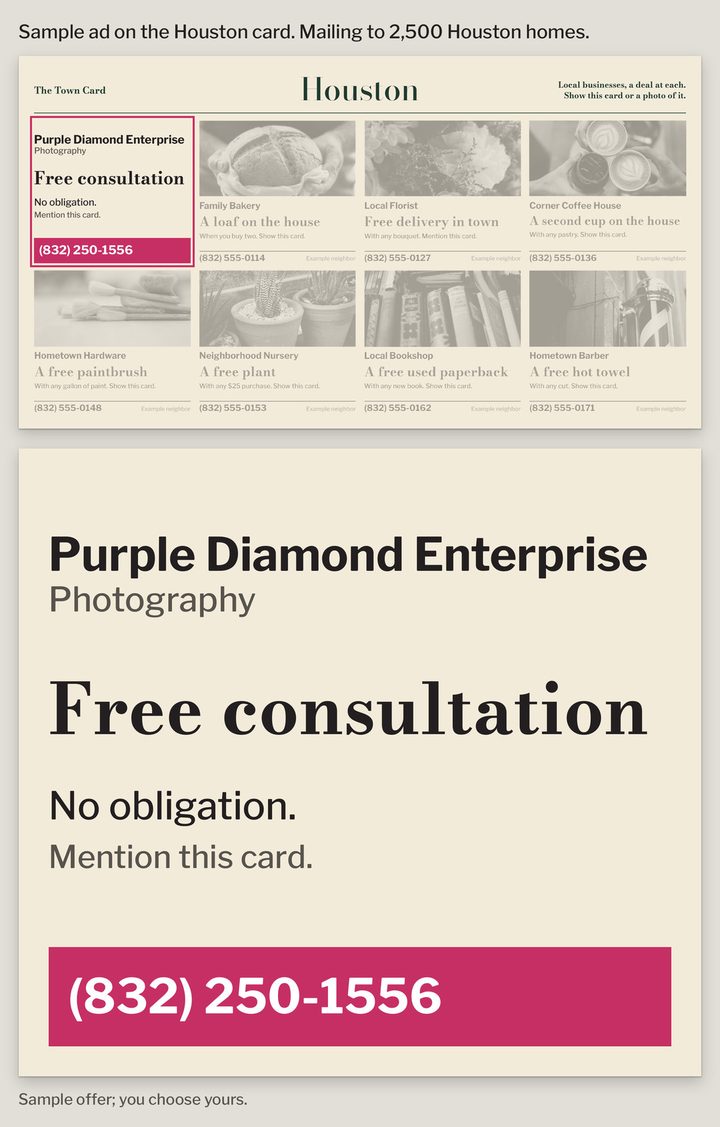 Sample ad on the Houston card. Mailing to 2,500 Houston homes.
The Town Card
Houston
Local businesses, a deal at each.
Show this card or a photo of it.
Purple Diamond Enterprise
Photography
Free consultation
No obligation.
Mention this card.
(832) 250-1556
Family Bakery
A loaf on the house
When you buy two. Show this card.
(832) 555-0114 Example neighbor
Local Florist
Free delivery in town
With any bouquet. Mention this card.
(832) 555-0127 Example neighbor
Corner Coffee House
A second cup on the house
With any pastry. Show this card.
(832) 555-0136 Example neighbor
Hometown Hardware
A free paintbrush
With any gallon of paint. Show this card.
(832) 555-0148 Example neighbor
Neighborhood Nursery
A free plant
With any $25 purchase. Show this card.
(832) 555-0153 Example neighbor
Local Bookshop
A free used paperback
With any new book. Show this card.
(832) 555-0162 Example neighbor
Hometown Barber
A free hot towel
With any cut. Show this card.
(832) 555-0171 Example neighbor
Purple Diamond Enterprise
Photography
Free consultation
No obligation.
Mention this card.
(832) 250-1556
Sample offer; you choose yours.